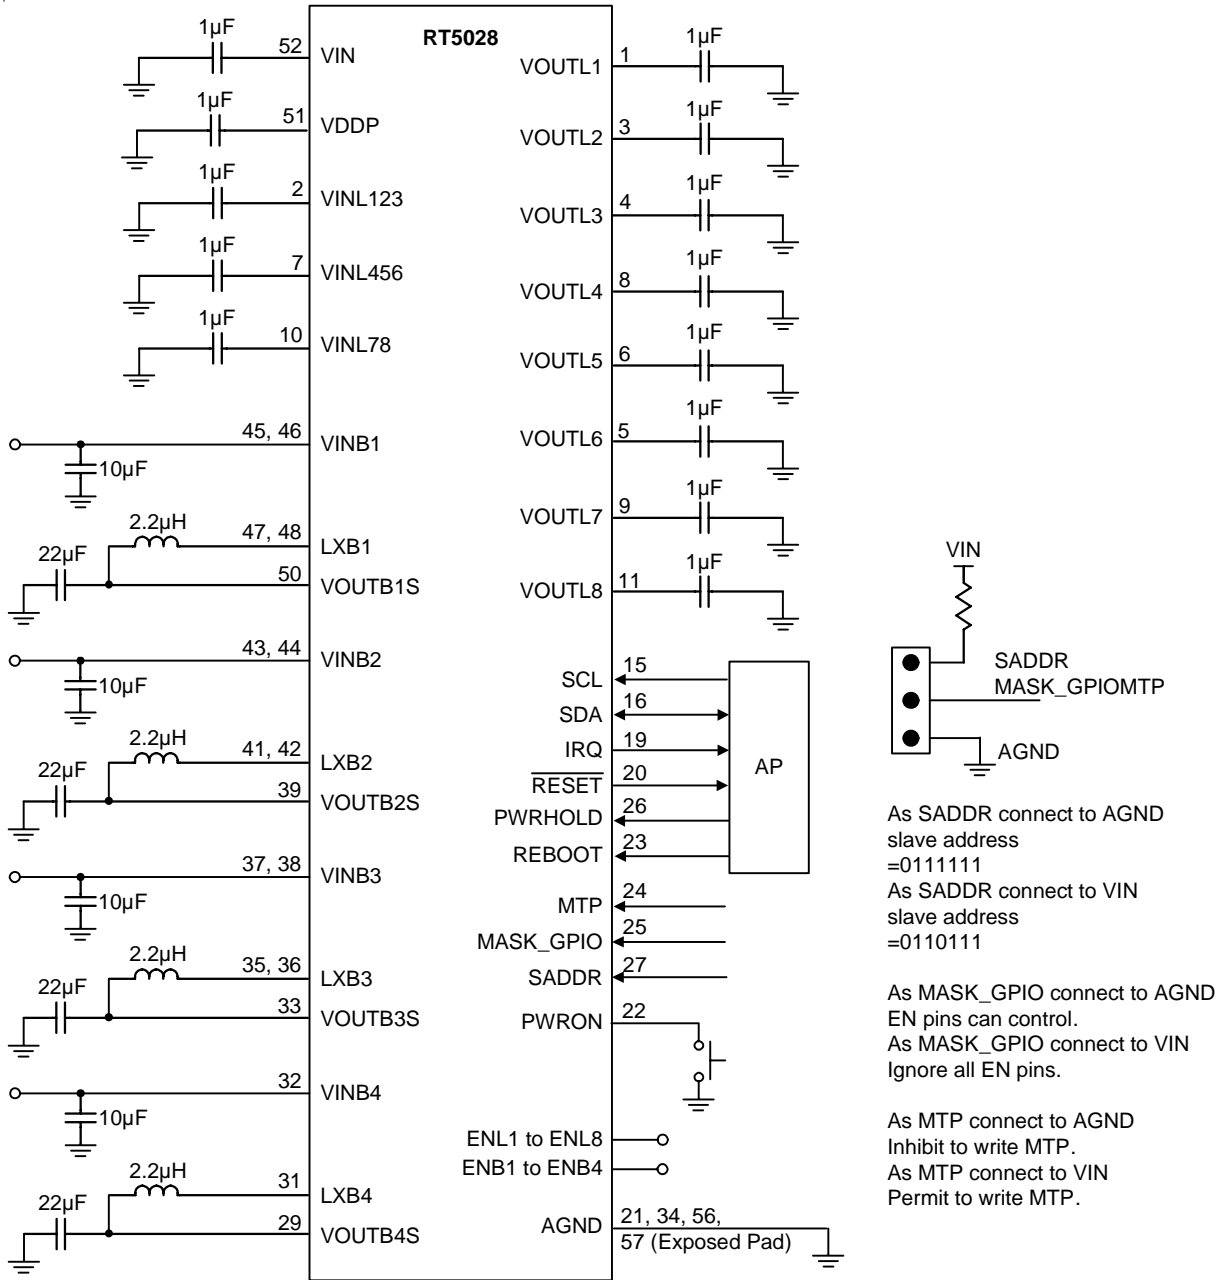 RT5028
1µF
52 VIN
1µF
51 VDDP
1µF
2 VINL123
1µF
7 VINL456
1µF
10 VINL78
45, 46 VINB1
10µF
2.2µH
47, 48 LXB1
22µF
50 VOUTB1S
43, 44 VINB2
10µF
2.2µH
41, 42 LXB2
22µF
39 VOUTB2S
37, 38 VINB3
10µF
2.2µH
35, 36 LXB3
22µF
33 VOUTB3S
32 VINB4
10µF
2.2µH
31 LXB4
22µF
29 VOUTB4S
1µF
VOUTL1 1
1µF
VOUTL2 3
1µF
VOUTL3 4
1µF
VOUTL4 8
1µF
VOUTL5 6
1µF
VOUTL6 5
1µF
VOUTL7 9
1µF
VOUTL8 11
SCL 15
SDA 16
IRQ 19
RESET 20
PWRHOLD 26
REBOOT 23
AP
MTP 24
MASK_GPIO 25
SADDR 27
PWRON 22
ENL1 to ENL8
ENB1 to ENB4
AGND 21, 34, 56,
57 (Exposed Pad)
VIN
SADDR
MASK_GPIOMTP
AGND
As SADDR connect to AGND
slave address
=0111111
As SADDR connect to VIN
slave address
=0110111
As MASK_GPIO connect to AGND
EN pins can control.
As MASK_GPIO connect to VIN
Ignore all EN pins.
As MTP connect to AGND
Inhibit to write MTP.
As MTP connect to VIN
Permit to write MTP.